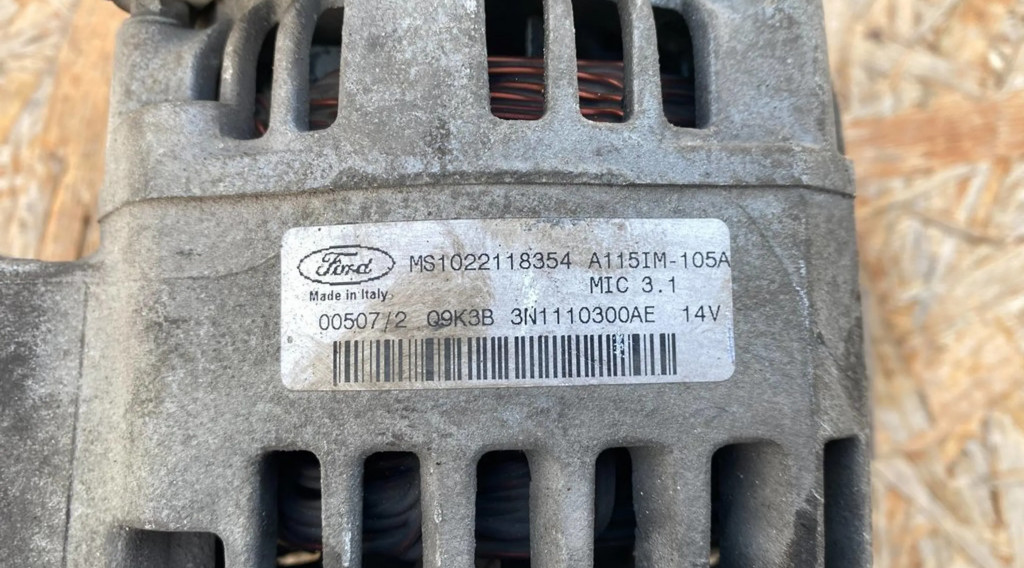 Ford MS1022118354 A115IM-105A
Made in Italy MIC 3.1
00507/2 Q9K3B 3N1110300AE 14V